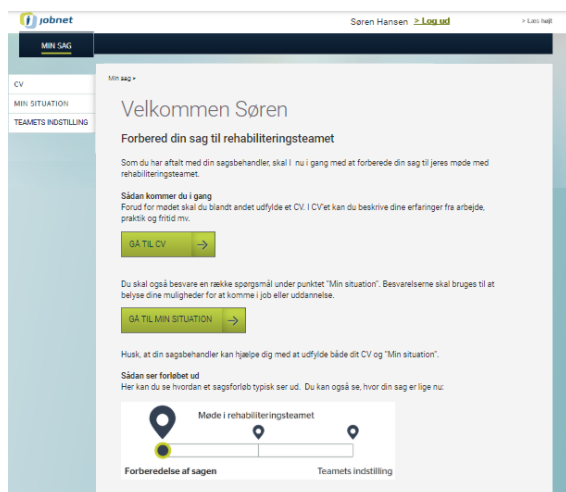 jobnet
Søren Hansen > Log ud
> Læs højt
MIN SAG
CV
MIN SITUATION
TEAMETS INDSTILLING
Min sag ▸
Velkommen Søren
Forbered din sag til rehabiliteringsteamet
Som du har aftalt med din sagsbehandler, skal I nu i gang med at forberede din sag til jeres møde med
rehabiliteringsteamet.
Sådan kommer du i gang
Forud for mødet skal du blandt andet udfylde et CV. I CV'et kan du beskrive dine erfaringer fra arbejde,
praktik og fritid mv.
GÅ TIL CV
Du skal også besvare en række spørgsmål under punktet "Min situation". Besvarelserne skal bruges til at
belyse dine muligheder for at komme i job eller uddannelse.
GÅ TIL MIN SITUATION
Husk, at din sagsbehandler kan hjælpe dig med at udfylde både dit CV og "Min situation".
Sådan ser forløbet ud
Her kan du se hvordan et sagsforløb typisk ser ud. Du kan også se, hvor din sag er lige nu:
Møde i rehabiliteringsteamet
Forberedelse af sagen
Teamets indstilling